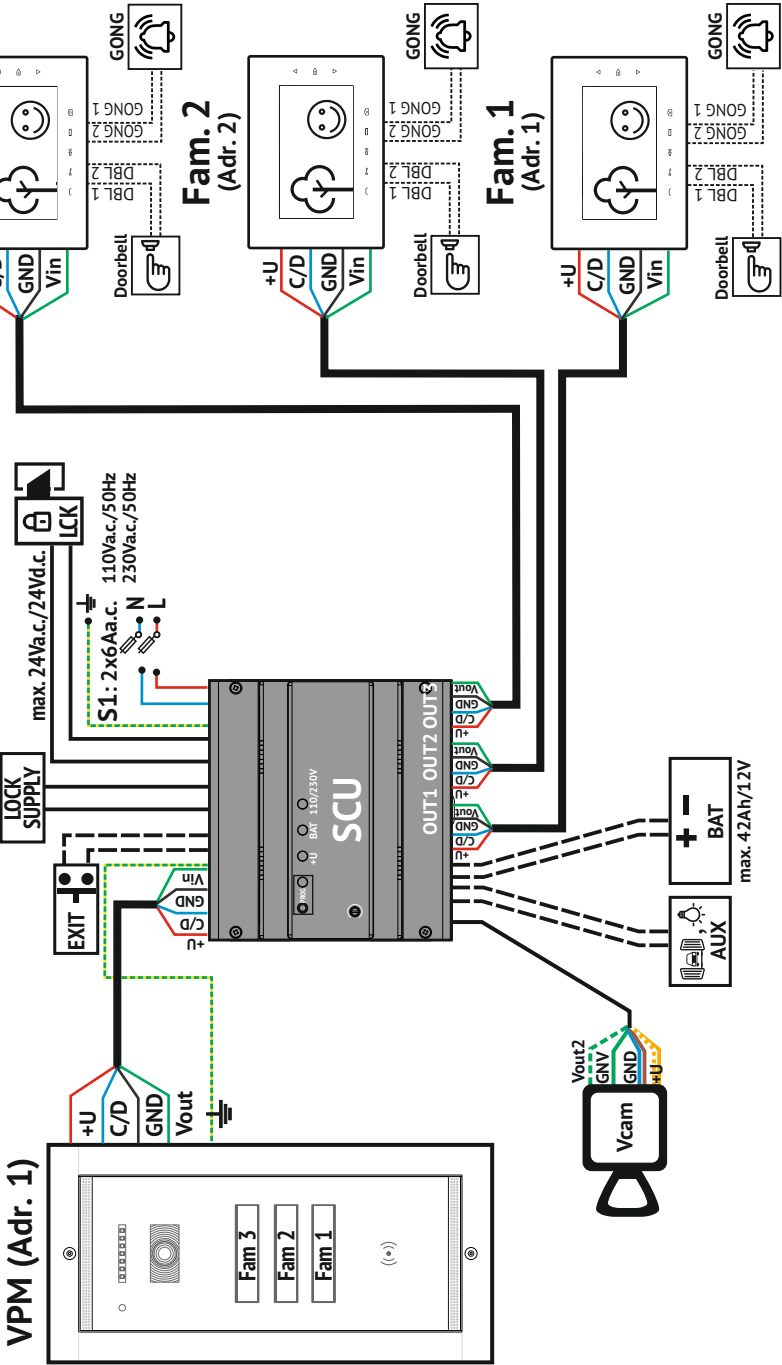 VPM (Adr. 1)
Fam 3
Fam 2
Fam 1
+U
C/D
GND
Vout
EXIT
LOCK
SUPPLY
max. 24Va.c./24Vd.c.
LCK
S1: 2x6Aa.c.
110Va.c./50Hz
230Va.c./50Hz
N
L
+U
C/D
GND
Vin
PROG
+U
BAT
110/230V
SCU
OUT1 OUT2 OUT3
+U
C/D
GND
Vout
+U
C/D
GND
Vout
+U
C/D
GND
Vout
Vcam
Vout2
GNV
GND
+U
AUX
+ -
BAT
max. 42Ah/12V
C/D
GND
Vin
DBL 1
DBL 2
GONG 2
GONG 1
Doorbell
GONG
Fam. 2
(Adr. 2)
+U
C/D
GND
Vin
DBL 1
DBL 2
GONG 2
GONG 1
Doorbell
GONG
Fam. 1
(Adr. 1)
+U
C/D
GND
Vin
DBL 1
DBL 2
GONG 2
GONG 1
Doorbell
GONG